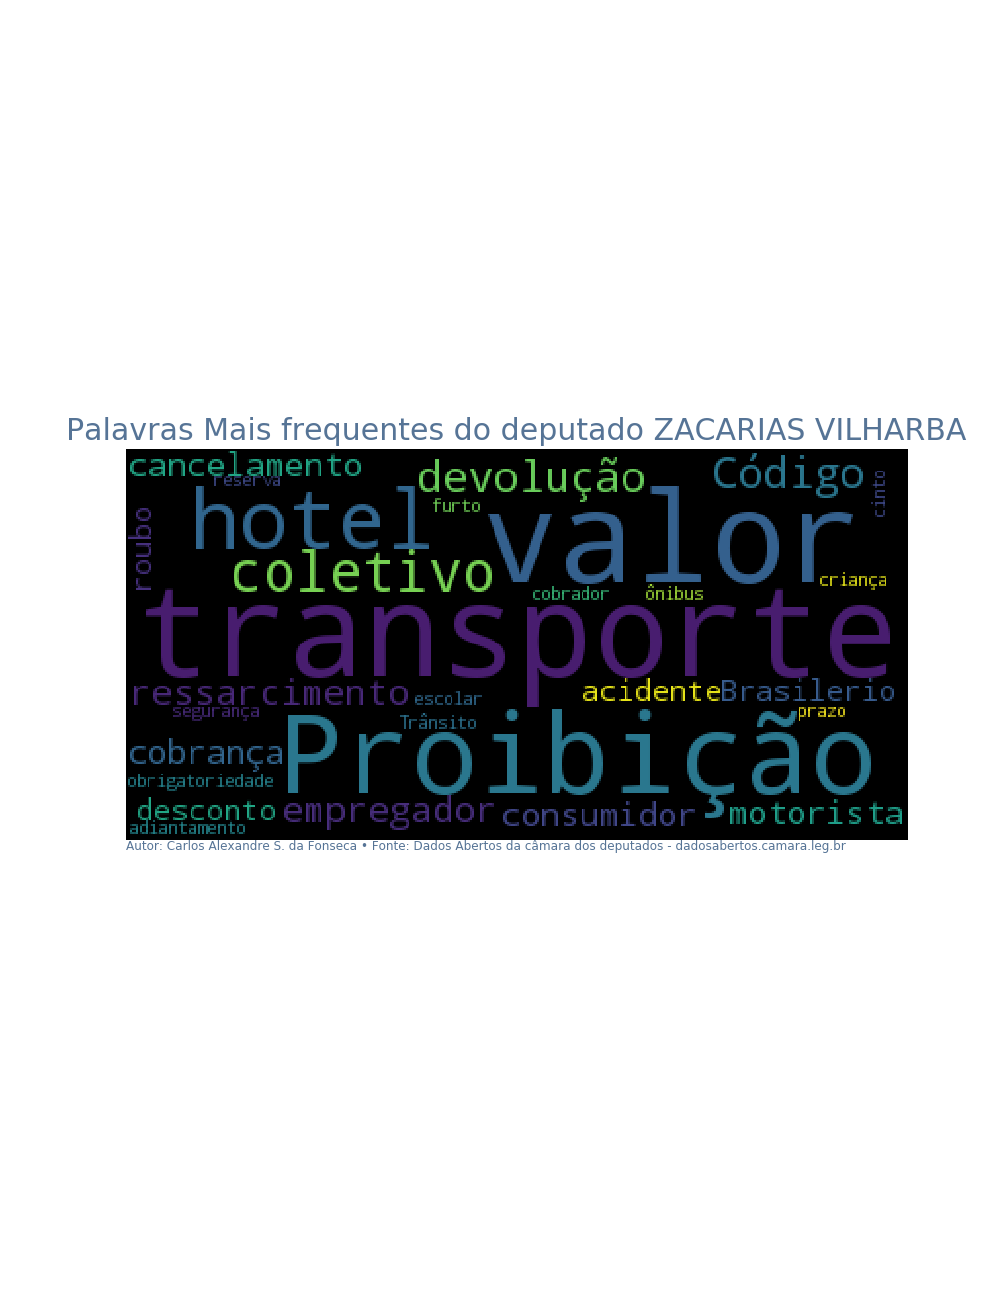 Palavras Mais frequentes do deputado ZACARIAS VILHARBA
cancelamento
reserva
devolução
furto
Código
cinto
roubo
hotel
valor
coletivo
criança
cobrador
ônibus
transporte
ressarcimento
escolar
acidente
Brasilerio
segurança
Trânsito
prazo
cobrança
Proibição
obrigatoriedade
desconto
empregador
consumidor
motorista
adiantamento
Autor: Carlos Alexandre S. da Fonseca • Fonte: Dados Abertos da câmara dos deputados - dadosabertos.camara.leg.br